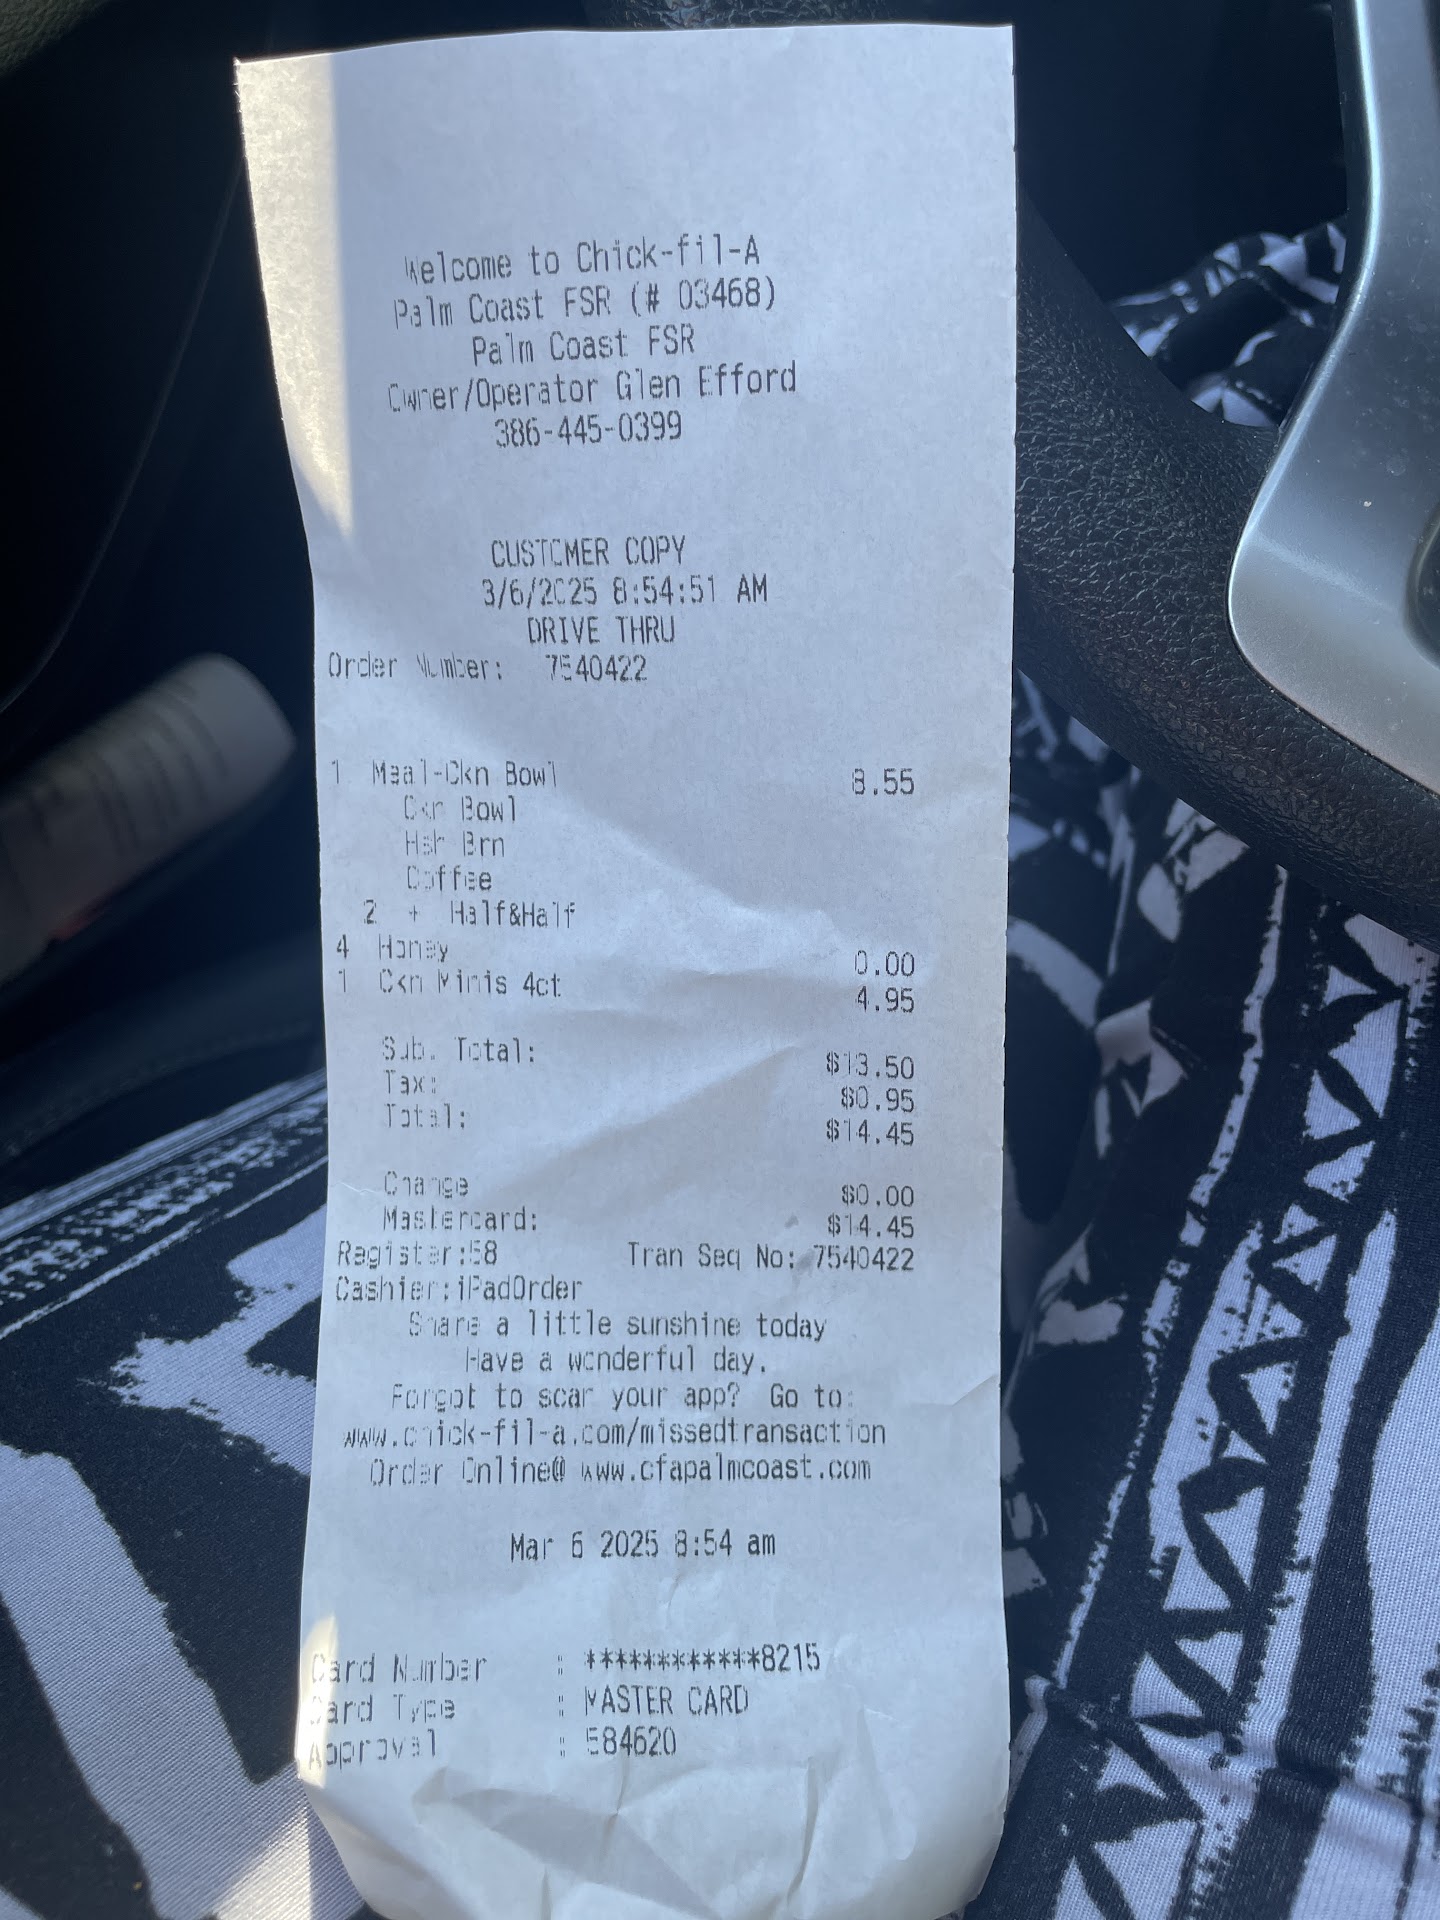 Welcome to Chick-fil-A
Palm Coast FSR (# 03468)
Palm Coast FSR
Owner/Operator Glen Efford
386-445-0399
CUSTOMER COPY
3/6/2025 8:54:51 AM
DRIVE THRU
Order Number: 7540422
1 Meal-Ckn Bowl 8.55
Ckn Bowl
Hsh Brn
Coffee
2 + Half&Half
4 Honey 0.00
1 Ckn Minis 4ct 4.95
Sub. Total: $13.50
Tax: $0.95
Total: $14.45
Change $0.00
Mastercard: $14.45
Register:58 Tran Seq No: 7540422
Cashier:iPadOrder
Share a little sunshine today
Have a wonderful day.
Forgot to scan your app? Go to:
www.chick-fil-a.com/missedtransaction
Order Online@ www.cfapalmcoast.com
Mar 6 2025 8:54 am
Card Number : ************8215
Card Type : MASTER CARD
Approval : 584620